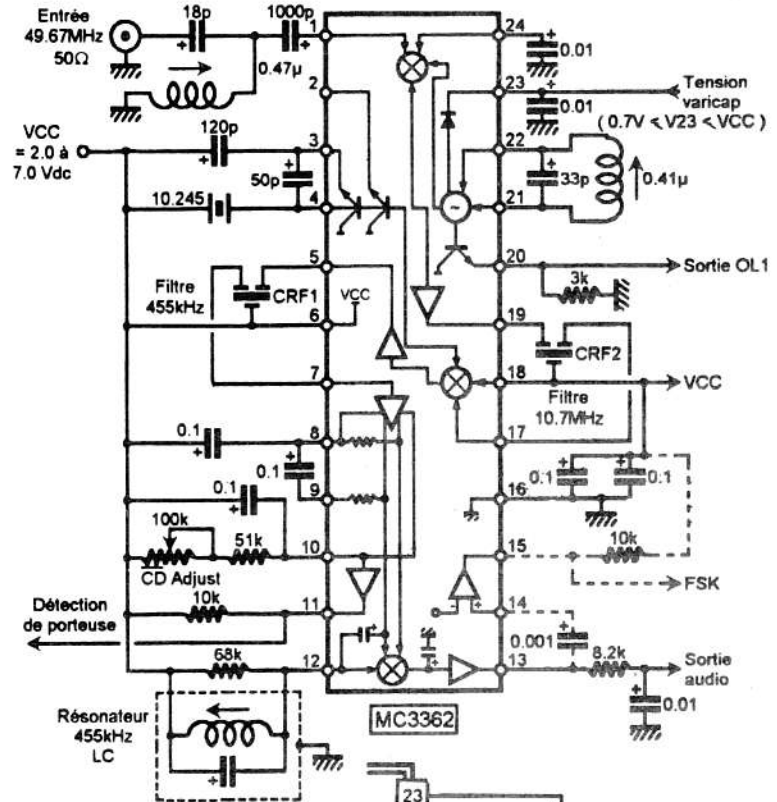 Entrée
49.67MHz
50Ω
18p
1000p
0.47µ
VCC
= 2.0 à
7.0 Vdc
120p
50p
10.245
Filtre
455kHz
CRF1
VCC
0.1
0.1
0.1
100k
CD Adjust
51k
10k
Détection
de porteuse
68k
Résonateur
455kHz
LC
1
2
3
4
5
6
7
8
9
10
11
12
24
23
22
21
20
19
18
17
16
15
14
13
MC3362
0.01
0.01
Tension
varicap
( 0.7V < V23 < VCC )
33p
0.41µ
Sortie OL1
3k
CRF2
VCC
Filtre
10.7MHz
0.1
0.1
10k
FSK
0.001
8.2k
Sortie
audio
0.01
23